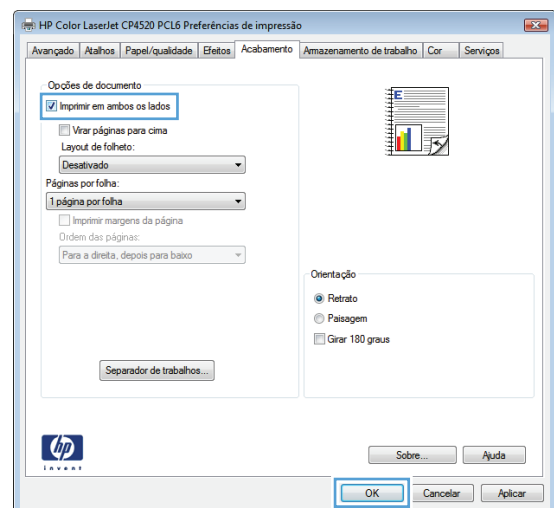 HP Color LaserJet CP4520 PCL6 Preferências de impressão
Avançado Atalhos Papel/qualidade Efeitos Acabamento Armazenamento de trabalho Cor Serviços
Opções de documento
Imprimir em ambos os lados
Virar páginas para cima
Layout de folheto:
Desativado
Páginas por folha:
1 página por folha
Imprimir margens da página
Ordem das páginas:
Para a direita, depois para baixo
Separador de trabalhos...
E
Orientação
Retrato
Paisagem
Girar 180 graus
hp
invent
Sobre... Ajuda
OK Cancelar Aplicar